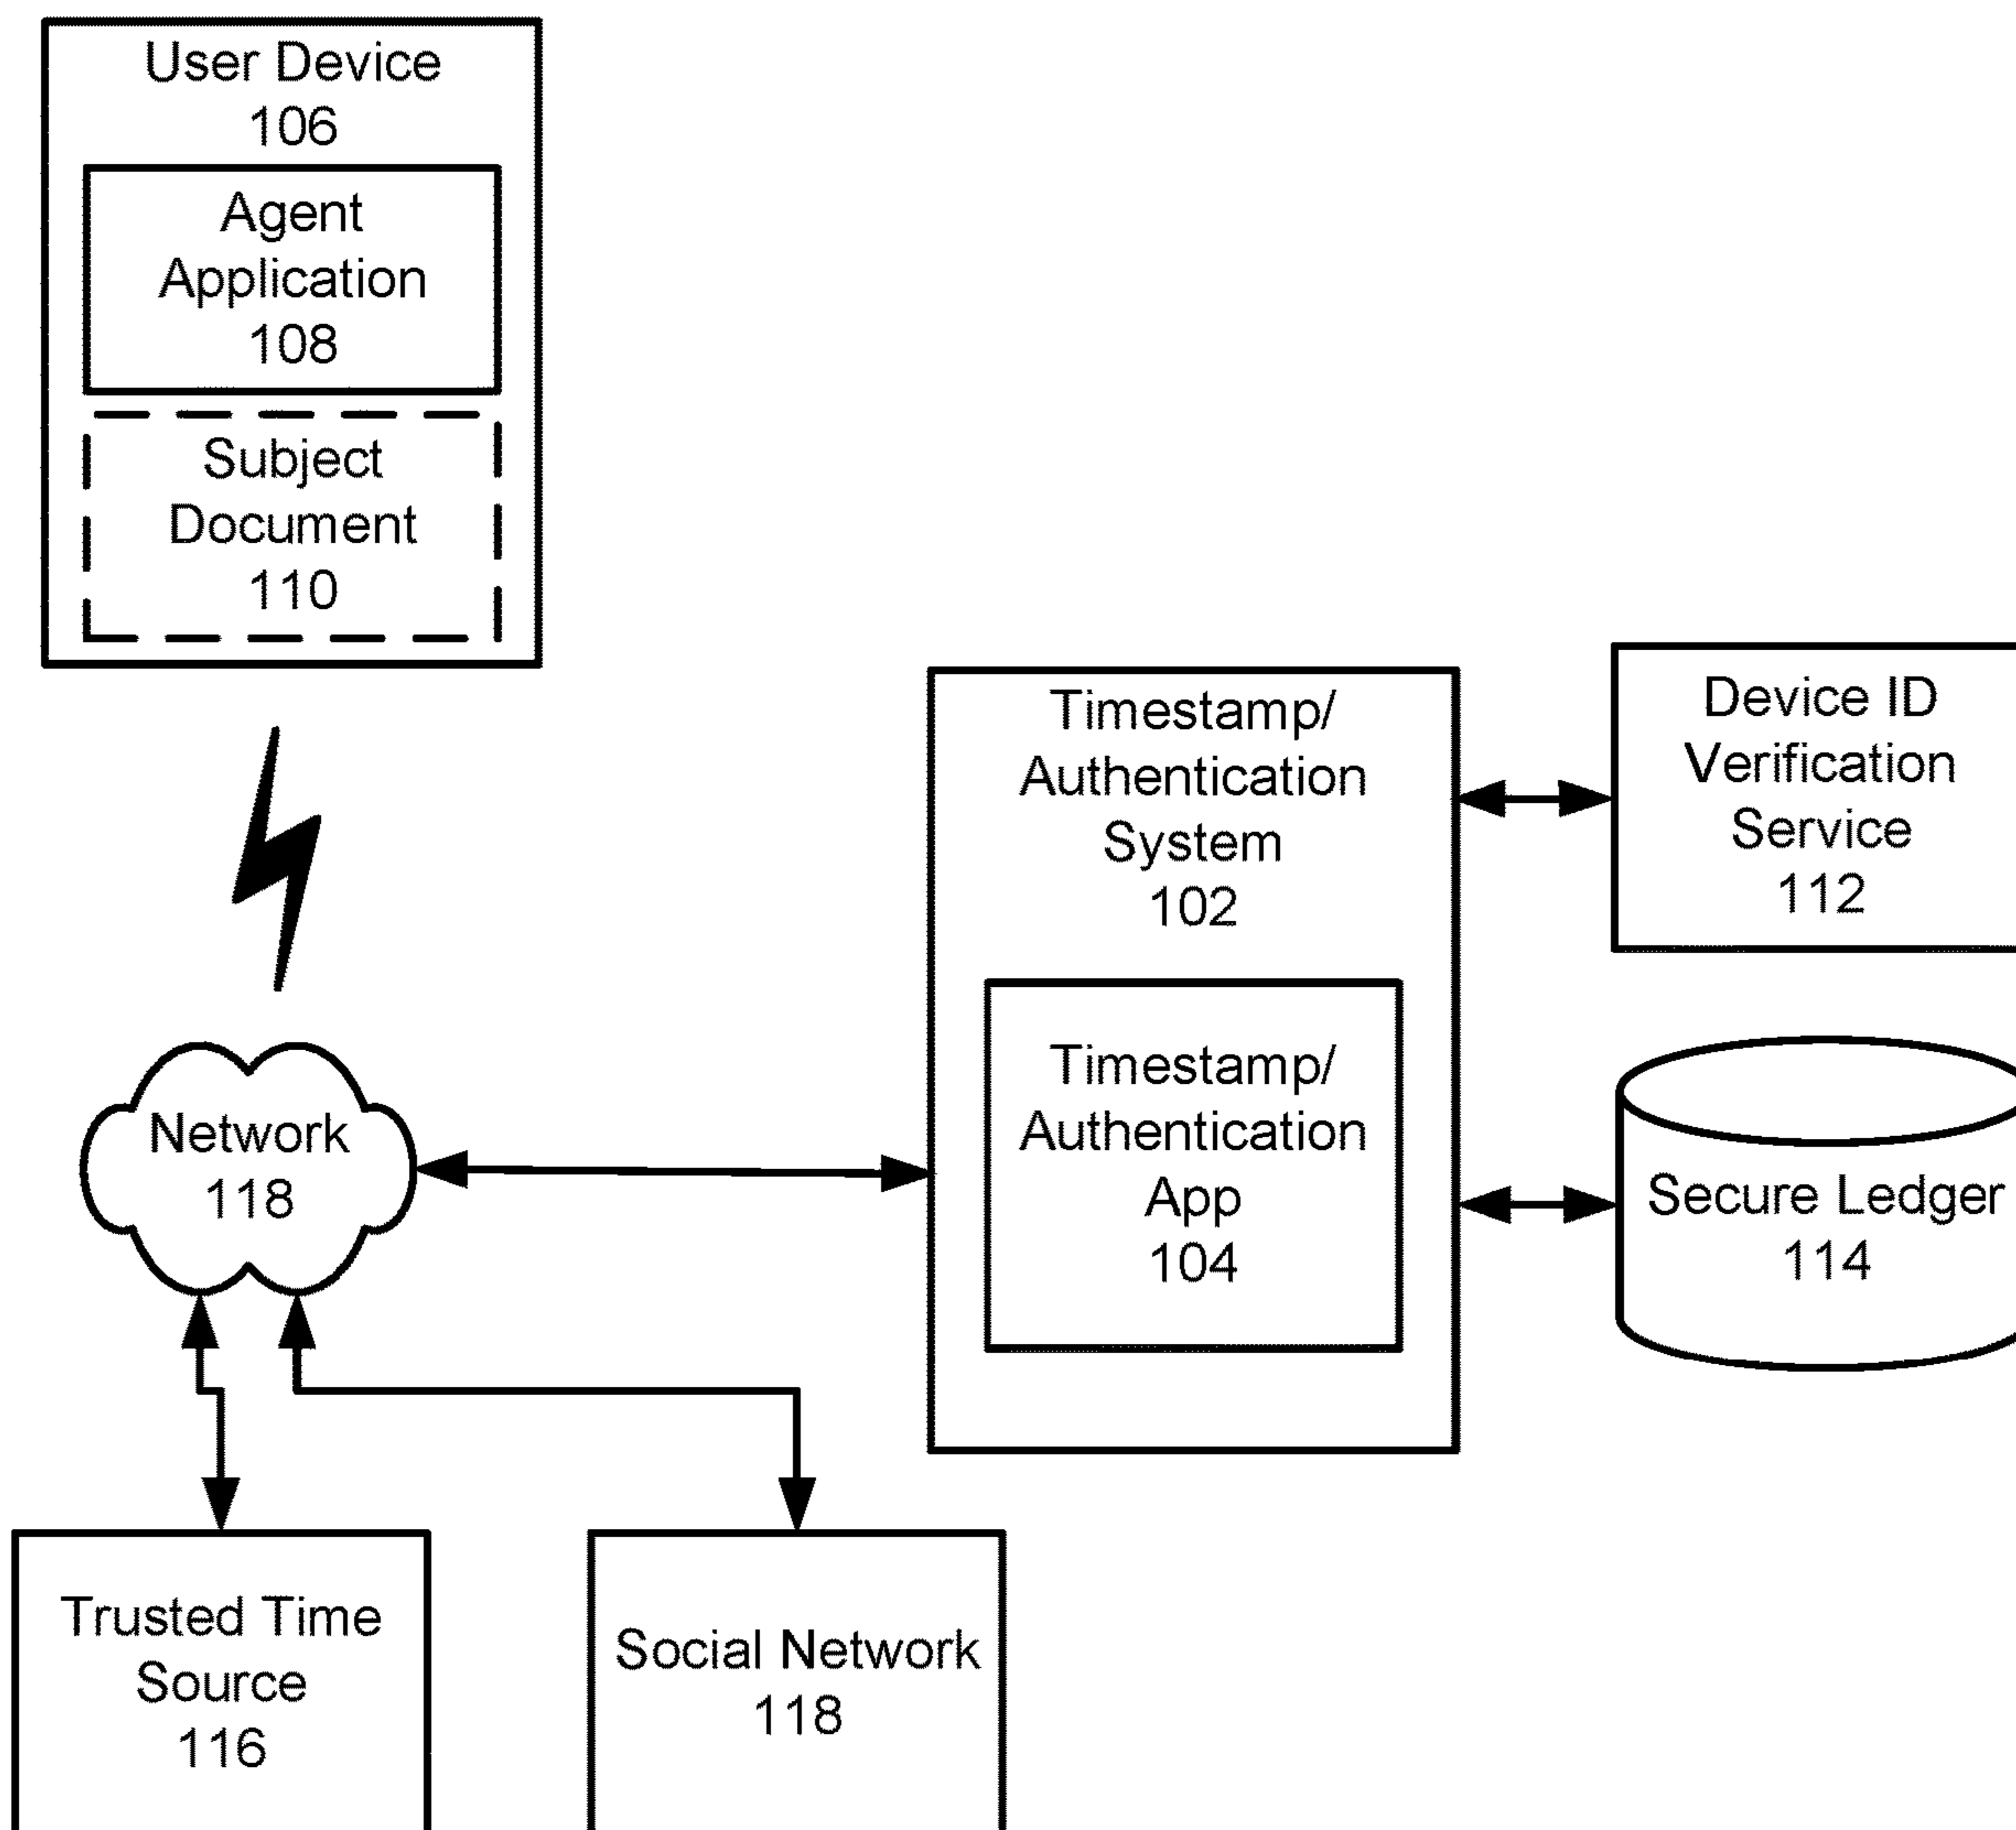 User Device
106
Agent
Application
108
Subject
Document
110
Timestamp/
Authentication
System
102
Device ID
Verification
Service
112
Timestamp/
Authentication
App
104
Network
118
Secure Ledger
114
Trusted Time
Source
116
Social Network
118